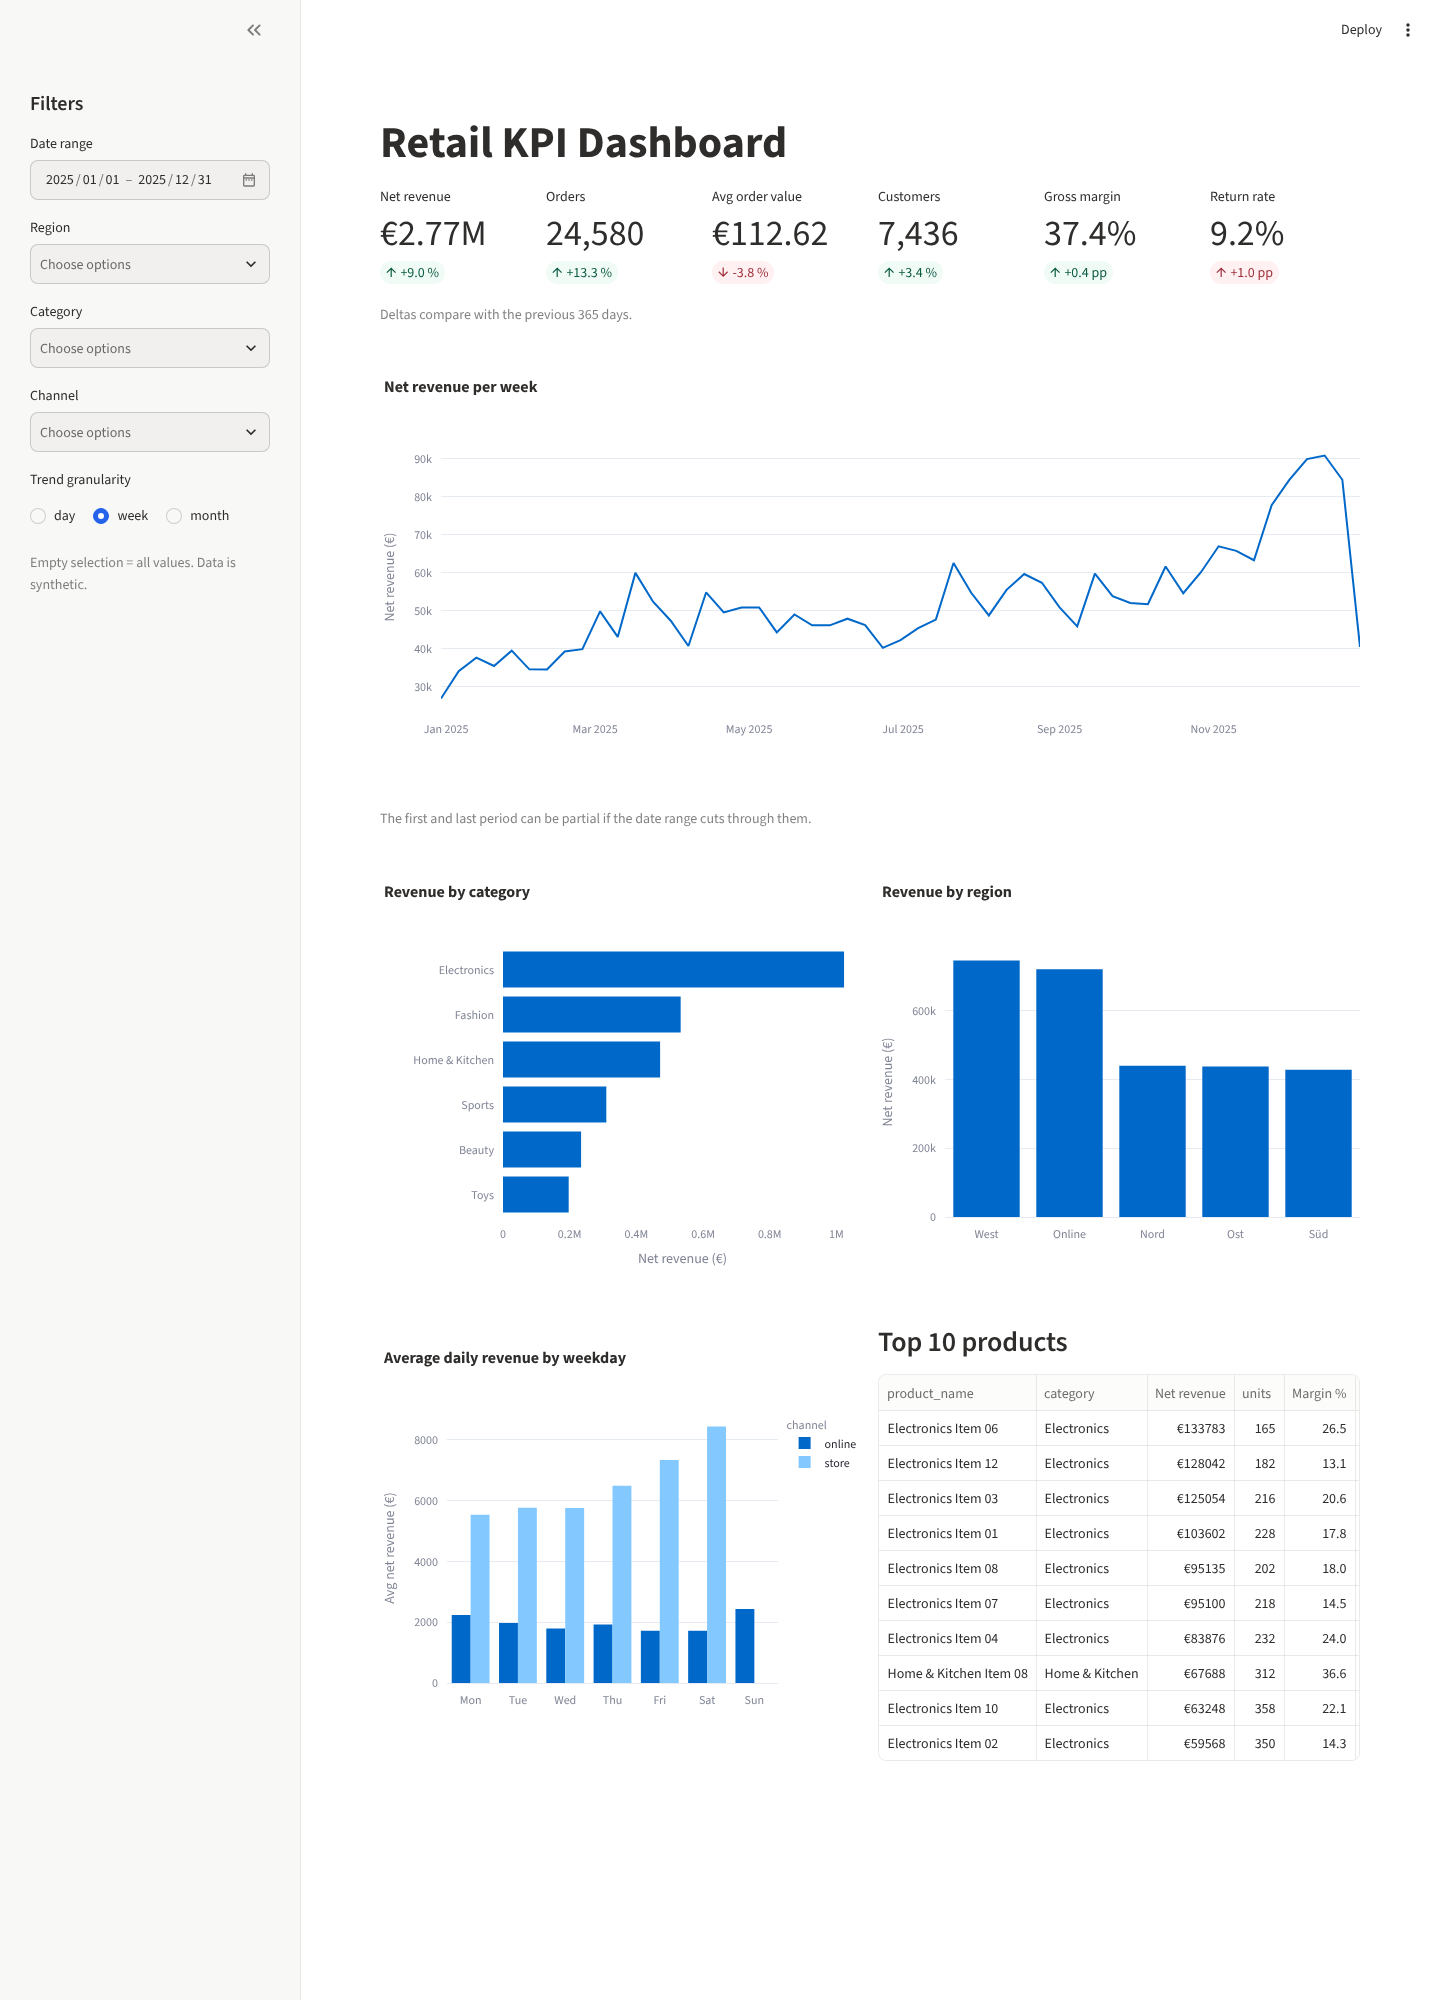 Deploy
Filters
Date range
2025 / 01 / 01 – 2025 / 12 / 31
Region
Choose options
Category
Choose options
Channel
Choose options
Trend granularity
day week month
Empty selection = all values. Data is
synthetic.
Retail KPI Dashboard
Net revenue Orders Avg order value Customers Gross margin Return rate
€2.77M 24,580 €112.62 7,436 37.4% 9.2%
↑ +9.0 % ↑ +13.3 % ↓ -3.8 % ↑ +3.4 % ↑ +0.4 pp ↑ +1.0 pp
Deltas compare with the previous 365 days.
Net revenue per week
Net revenue (€)
90k
80k
70k
60k
50k
40k
30k
Jan 2025 Mar 2025 May 2025 Jul 2025 Sep 2025 Nov 2025
The first and last period can be partial if the date range cuts through them.
Revenue by category
Electronics
Fashion
Home & Kitchen
Sports
Beauty
Toys
0 0.2M 0.4M 0.6M 0.8M 1M
Net revenue (€)
Revenue by region
Net revenue (€)
600k
400k
200k
0
West Online Nord Ost Süd
Average daily revenue by weekday
Avg net revenue (€)
8000
6000
4000
2000
0
Mon Tue Wed Thu Fri Sat Sun
channel
online
store
Top 10 products
product_name category Net revenue units Margin %
Electronics Item 06 Electronics €133783 165 26.5
Electronics Item 12 Electronics €128042 182 13.1
Electronics Item 03 Electronics €125054 216 20.6
Electronics Item 01 Electronics €103602 228 17.8
Electronics Item 08 Electronics €95135 202 18.0
Electronics Item 07 Electronics €95100 218 14.5
Electronics Item 04 Electronics €83876 232 24.0
Home & Kitchen Item 08 Home & Kitchen €67688 312 36.6
Electronics Item 10 Electronics €63248 358 22.1
Electronics Item 02 Electronics €59568 350 14.3